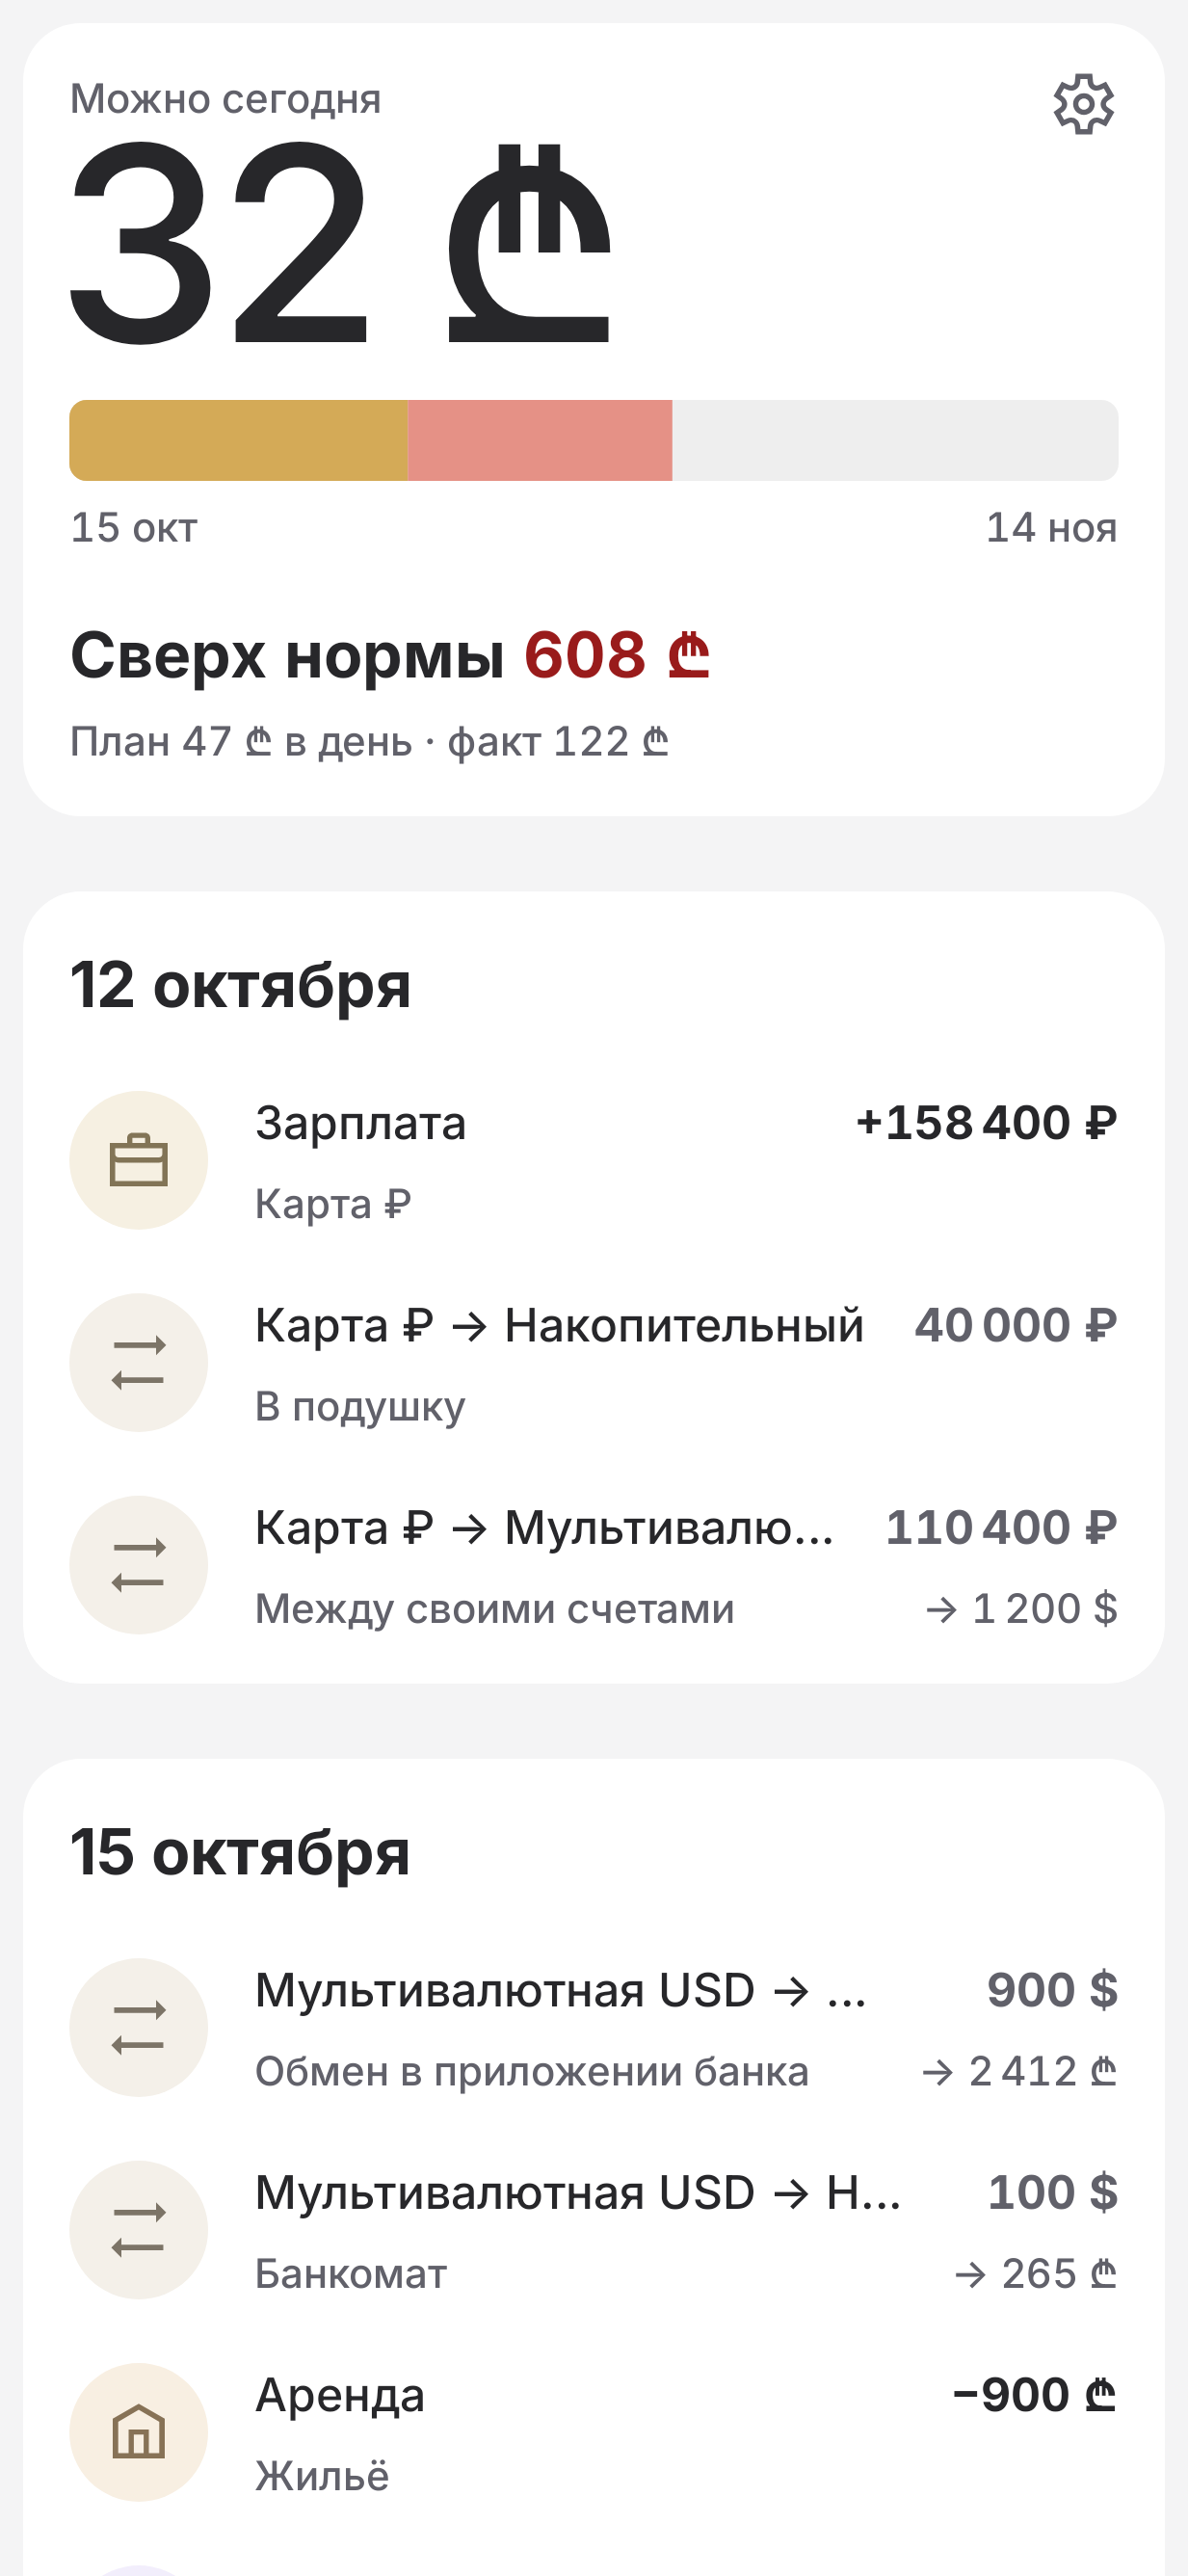 Можно сегодня
32 ₾
15 окт
14 ноя
Сверх нормы 608 ₾
План 47 ₾ в день · факт 122 ₾
12 октября
Зарплата
+158 400 ₽
Карта ₽
Карта ₽ → Накопительный
40 000 ₽
В подушку
Карта ₽ → Мультивалю...
110 400 ₽
Между своими счетами
→ 1 200 $
15 октября
Мультивалютная USD → ...
900 $
Обмен в приложении банка
→ 2 412 ₾
Мультивалютная USD → Н...
100 $
Банкомат
→ 265 ₾
Аренда
−900 ₾
Жильё